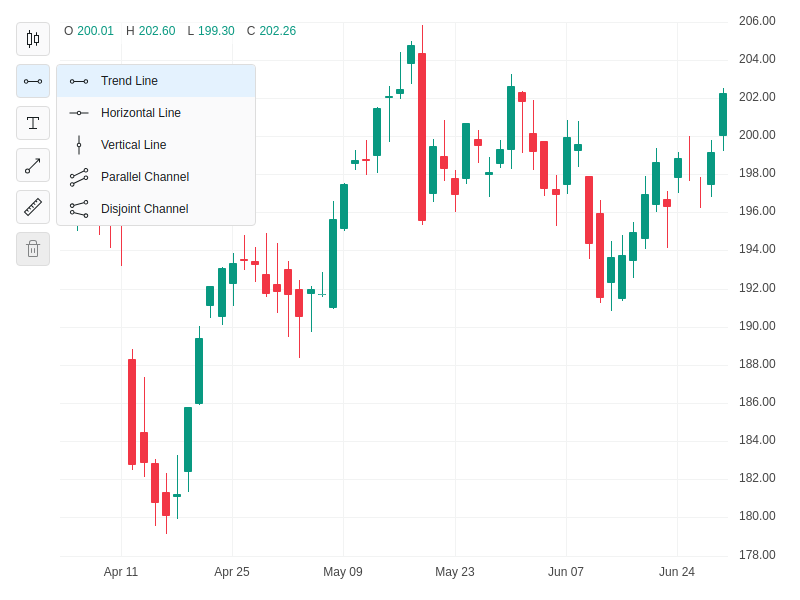 O 200.01 H 202.60 L 199.30 C 202.26
Trend Line
Horizontal Line
Vertical Line
Parallel Channel
Disjoint Channel
206.00
204.00
202.00
200.00
198.00
196.00
194.00
192.00
190.00
188.00
186.00
184.00
182.00
180.00
178.00
Apr 11 Apr 25 May 09 May 23 Jun 07 Jun 24